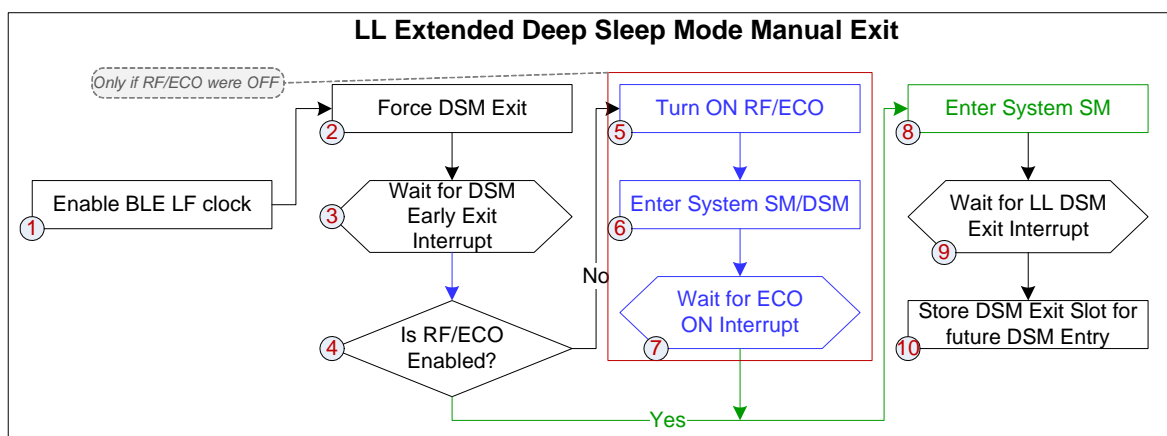 LL Extended Deep Sleep Mode Manual Exit
Only if RF/ECO were OFF
Enable BLE LF clock
1
Force DSM Exit
2
Wait for DSM
Early Exit
Interrupt
3
Is RF/ECO
Enabled?
4
No
Yes
Turn ON RF/ECO
5
Enter System SM/DSM
6
Wait for ECO
ON Interrupt
7
Enter System SM
8
Wait for LL DSM
Exit Interrupt
9
Store DSM Exit Slot for
future DSM Entry
10